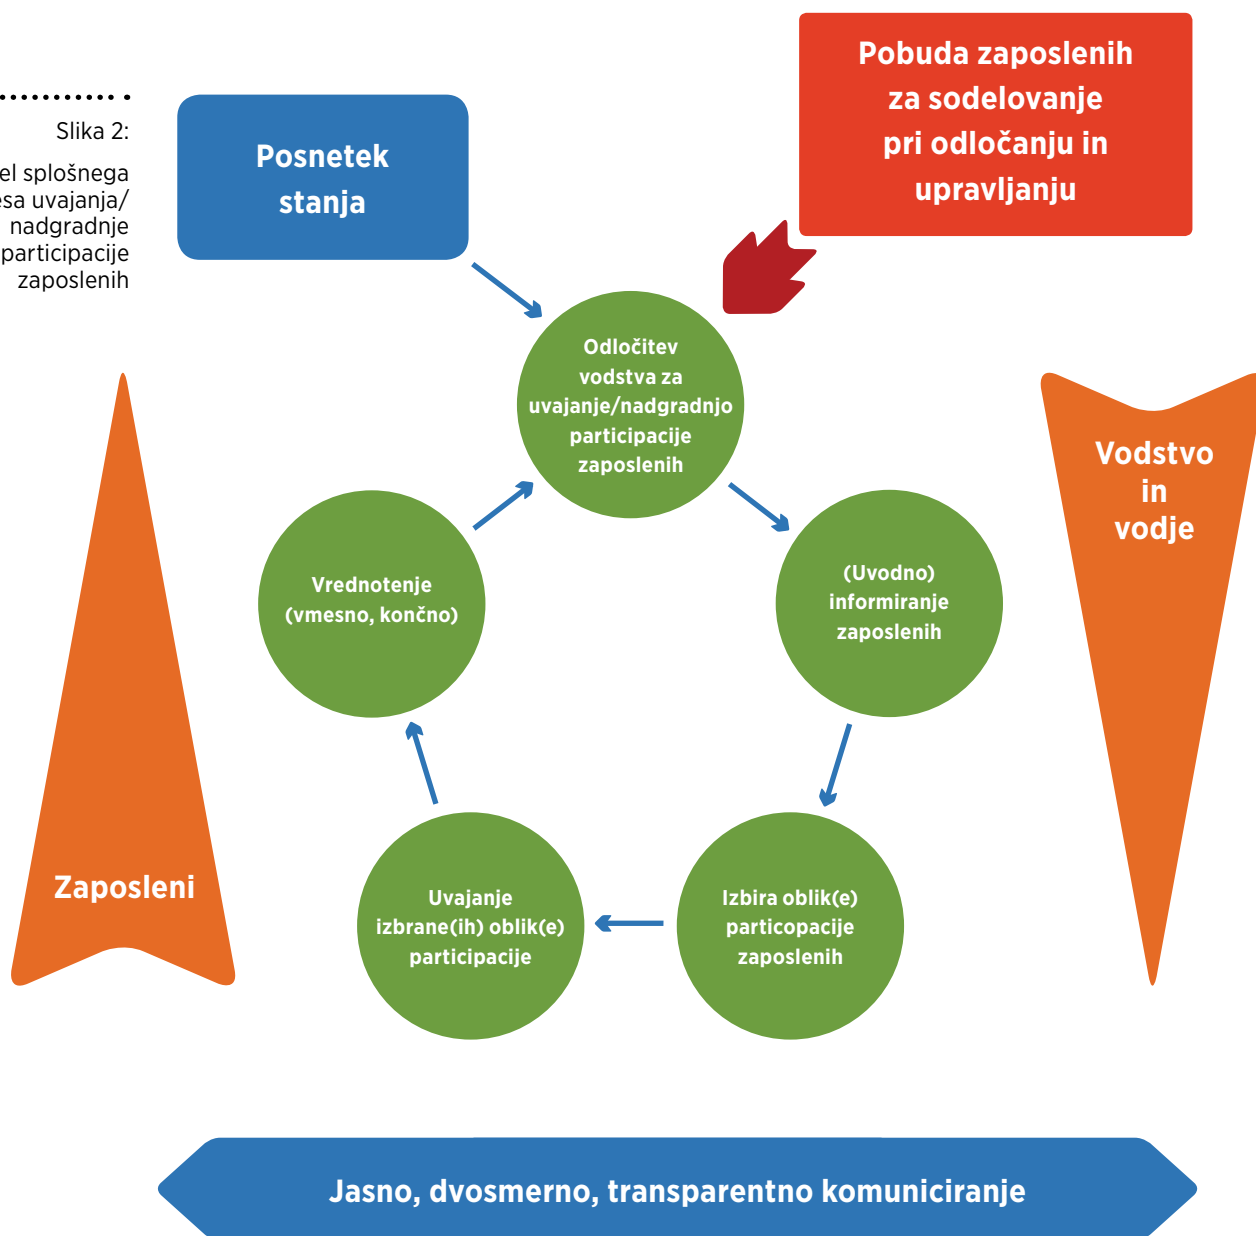 Slika 2:
splošnega
uvajanja/
nadgradnje
participacije
zaposlenih
Posnetek
stanja
Pobuda zaposlenih
za sodelovanje
pri odločanju in
upravljanju
Odločitev
vodstva za
uvajanje/nadgradnjo
participacije
zaposlenih
Vodstvo
in
vodje
(Uvodno)
informiranje
zaposlenih
Vrednotenje
(vmesno, končno)
Zaposleni
Uvajanje
izbrane(ih) oblik(e)
participacije
Izbira oblik(e)
particopacije
zaposlenih
Jasno, dvosmerno, transparentno komuniciranje